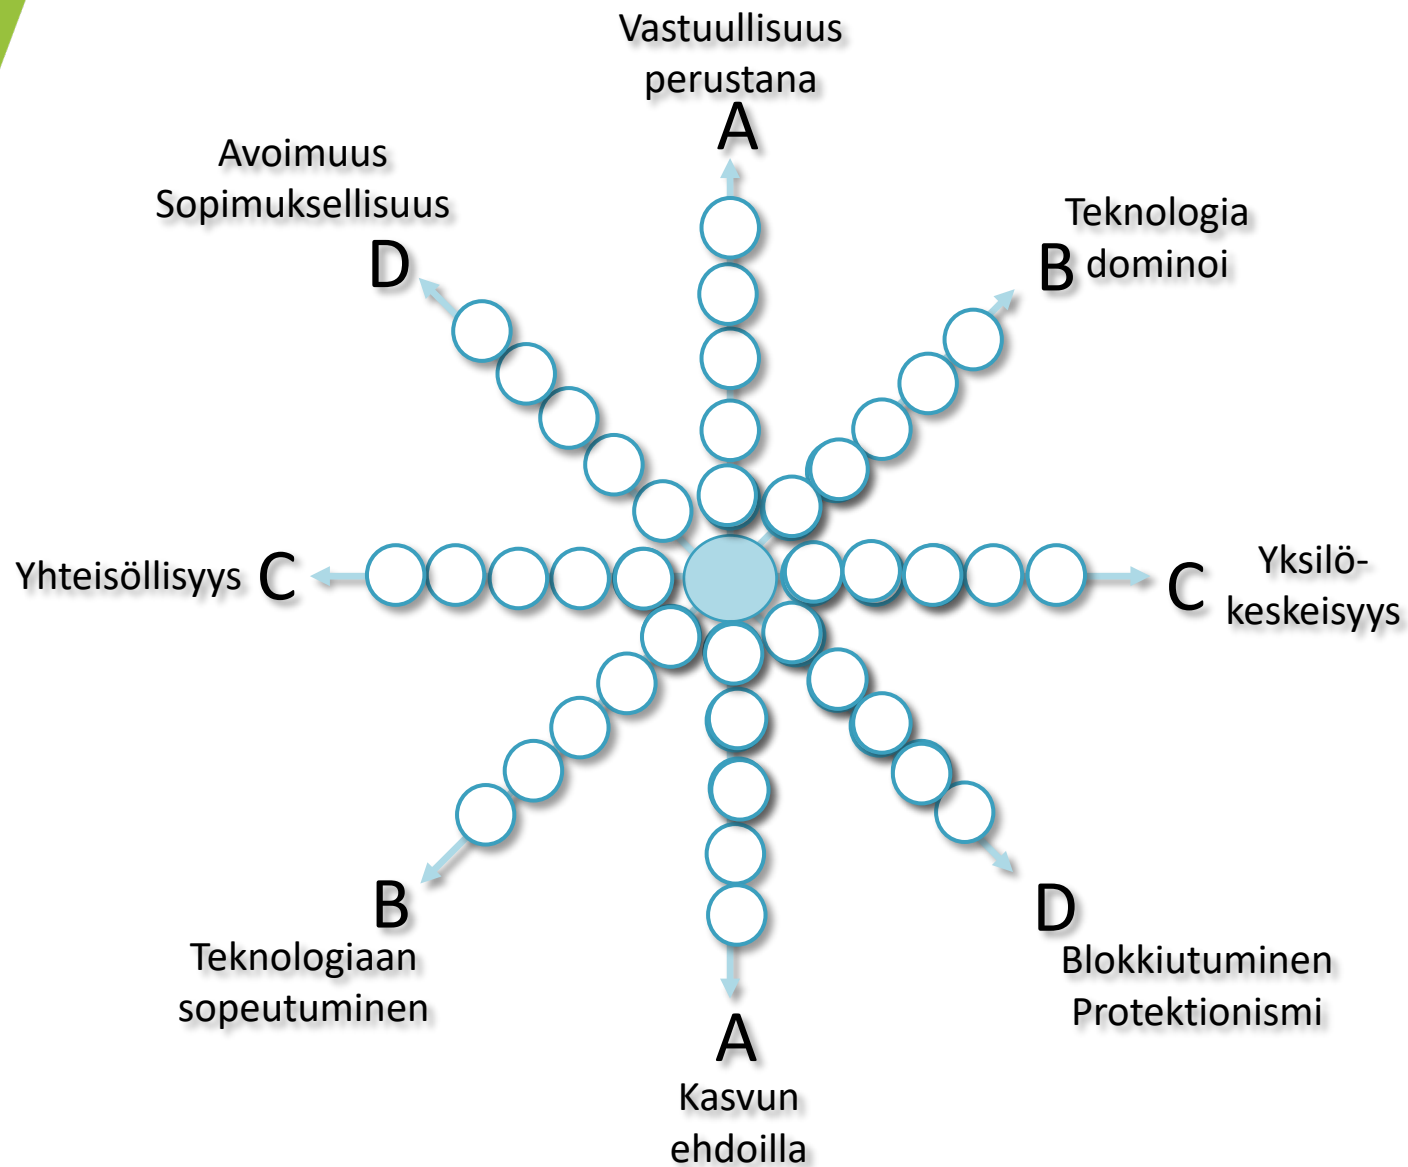 Vastuullisuus
perustana
A
Avoimuus
Sopimuksellisuus
D
Teknologia
B dominoi
Yhteisöllisyys C
C Yksilö-
keskeisyys
B
Teknologiaan
sopeutuminen
D
Blokkiutuminen
Protektionismi
A
Kasvun
ehdoilla